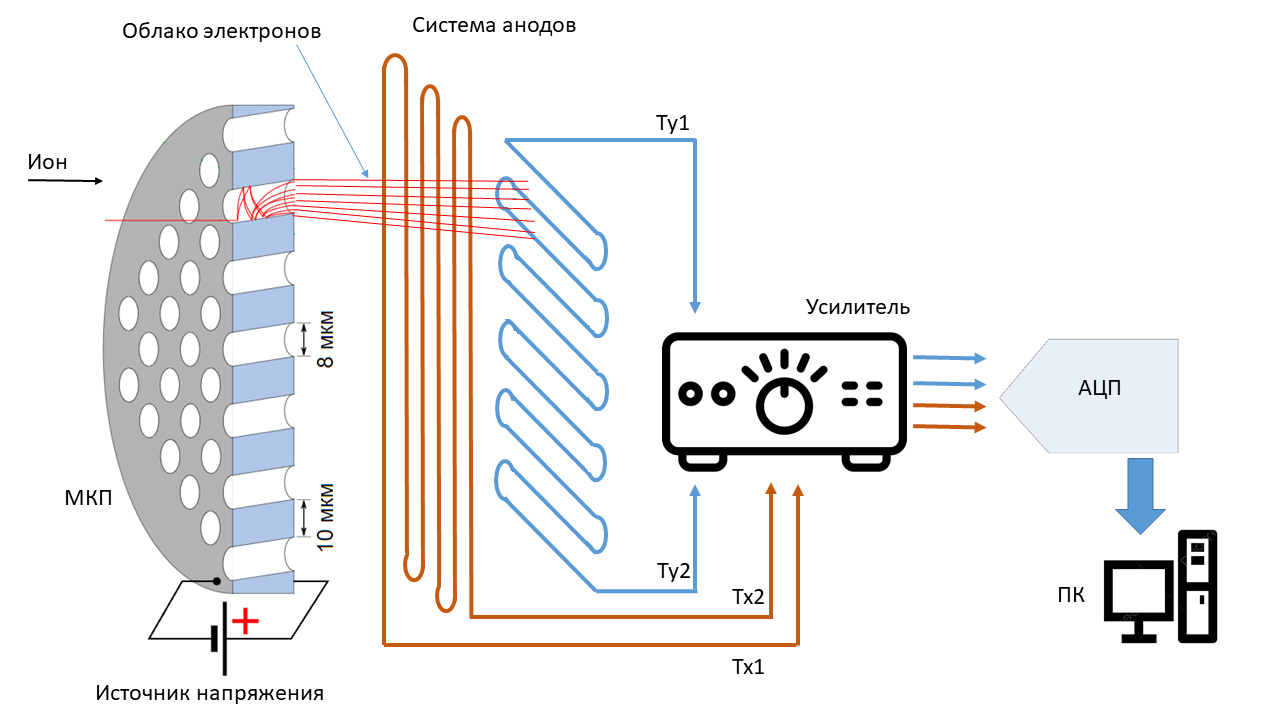 Облако электронов
Система анодов
Ty1
Ион
Усилитель
8 мкм
АЦП
МКП
10 мкм
Ty2
Tx2
ПК
Tx1
+
Источник напряжения